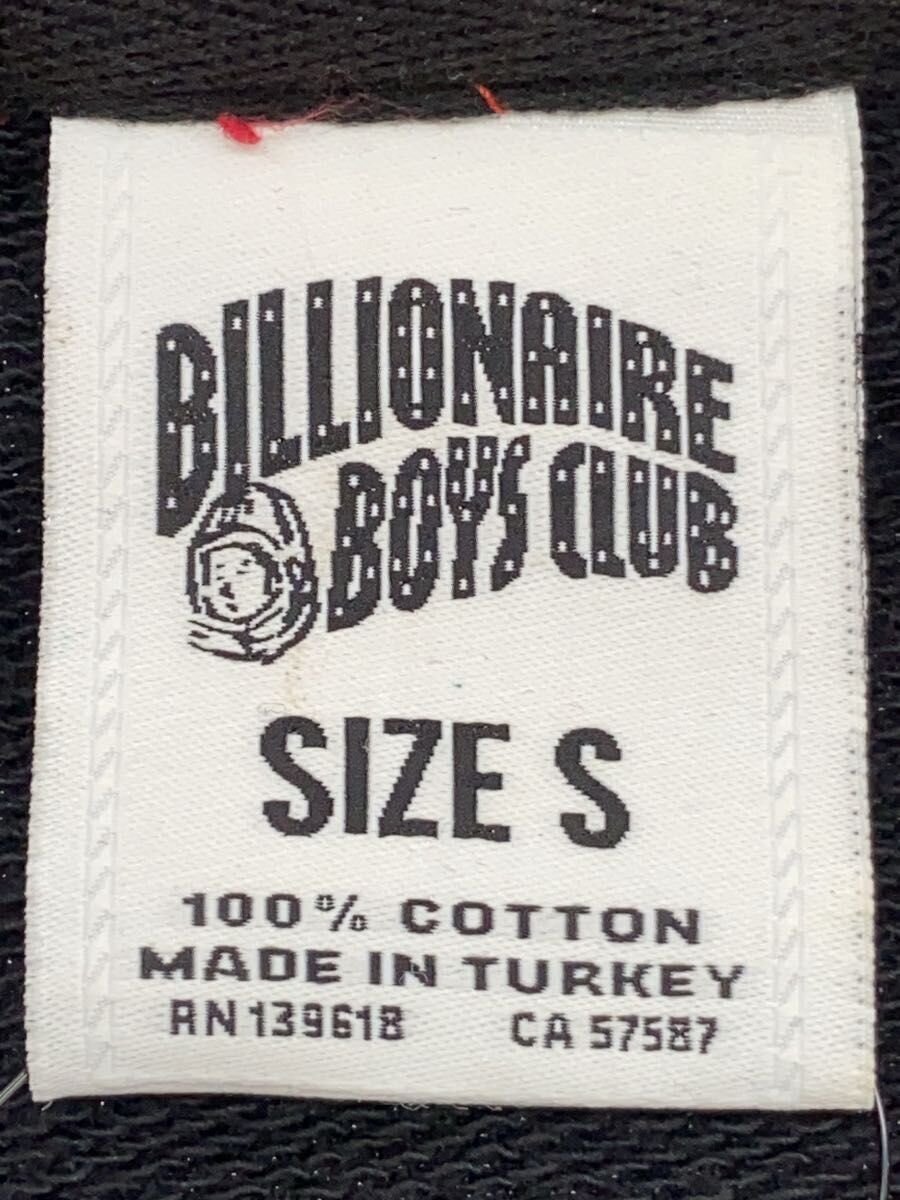 BILLIONAIRE
BOYS CLUB
SIZE S
100% COTTON
MADE IN TURKEY
RN 139618 CA 57587